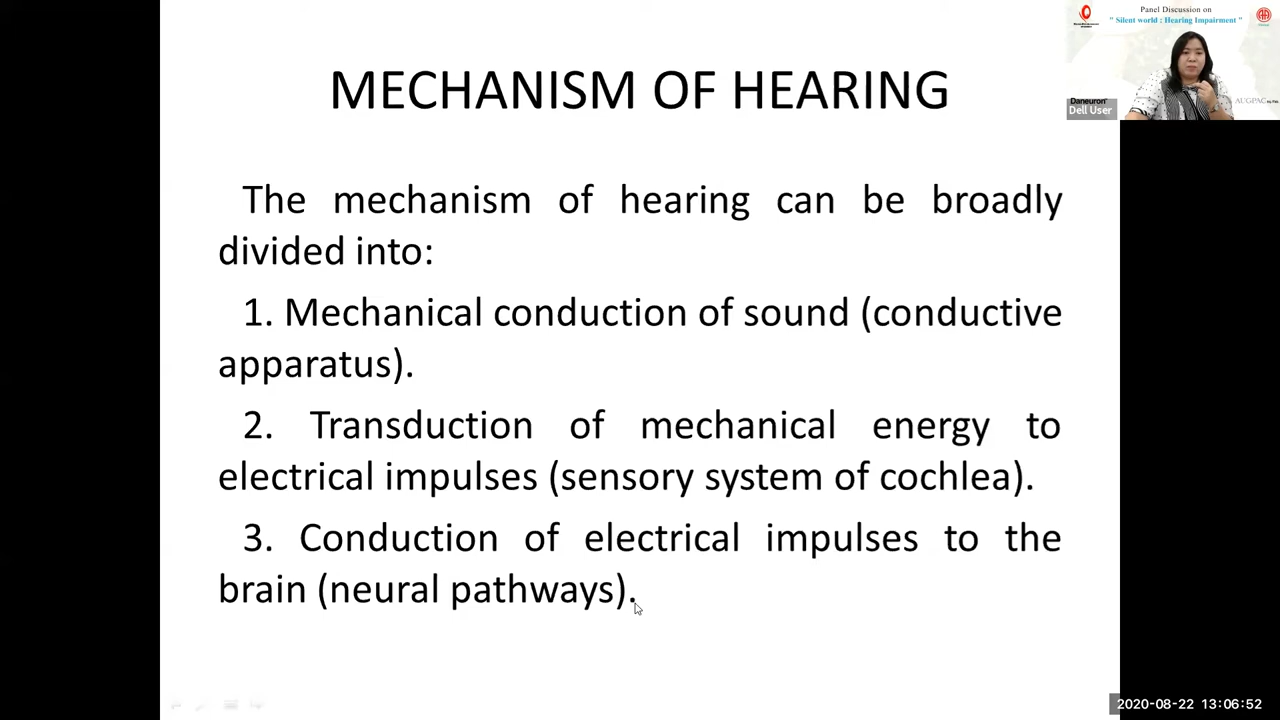 Panel Discussion on
" Silent world : Hearing Impairment "
MECHANISM OF HEARING
Daneuron
Dell User
AUGPAC
The mechanism of hearing can be broadly
divided into:
1. Mechanical conduction of sound (conductive
apparatus).
2. Transduction of mechanical energy to
electrical impulses (sensory system of cochlea).
3. Conduction of electrical impulses to the
brain (neural pathways).
2020-08-22 13:06:52